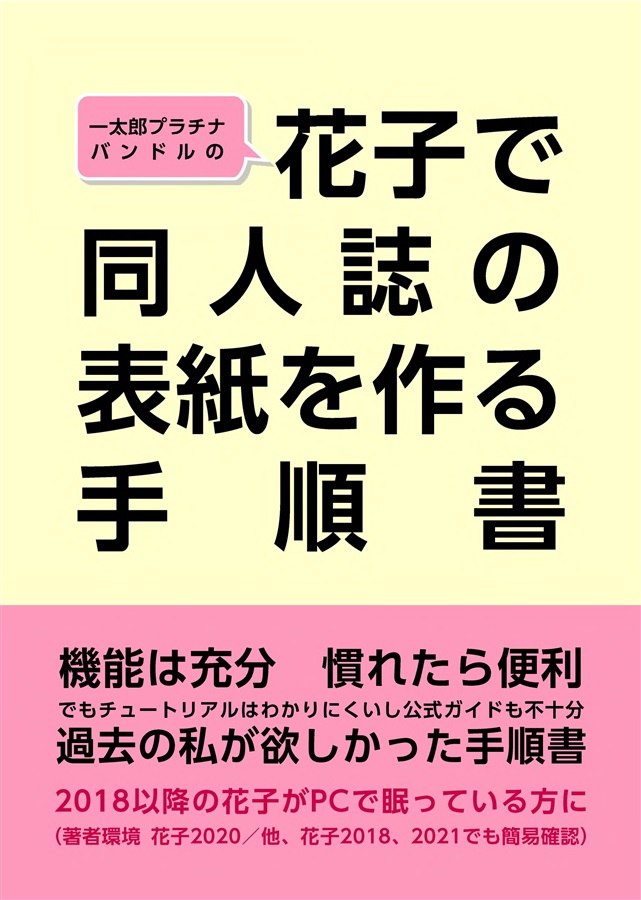 一太郎プラチナ
バンドルの
花子で
同人誌の
表紙を作る
手順書
機能は充分　慣れたら便利
でもチュートリアルはわかりにくいし公式ガイドも不十分
過去の私が欲しかった手順書
2018以降の花子がPCで眠っている方に
（著者環境 花子2020／他、花子2018、2021でも簡易確認）